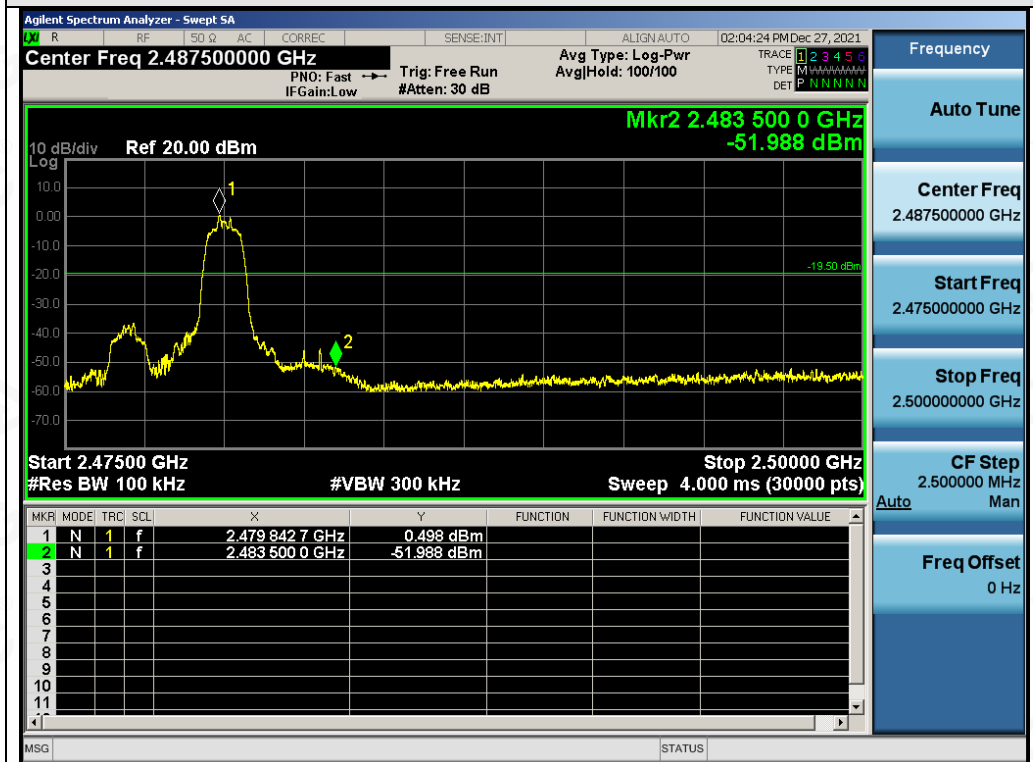 Agilent Spectrum Analyzer - Swept SA
LXI R RF 50 Ω AC CORREC SENSE:INT ALIGN AUTO 02:04:24 PM Dec 27, 2021
Center Freq 2.487500000 GHz
PNO: Fast
IFGain:Low
Trig: Free Run
#Atten: 30 dB
Avg Type: Log-Pwr
Avg|Hold: 100/100
TRACE 1 2 3 4 5 6
TYPE M
DET P N N N N N
Mkr2 2.483 500 0 GHz
-51.988 dBm
10 dB/div Ref 20.00 dBm
Log
10.0
0.00
-10.0
-20.0
-30.0
-40.0
-50.0
-60.0
-70.0
1
2
-19.50 dBm
Start 2.47500 GHz Stop 2.50000 GHz
#Res BW 100 kHz #VBW 300 kHz Sweep 4.000 ms (30000 pts)
MKR MODE TRC SCL X Y FUNCTION FUNCTION WIDTH FUNCTION VALUE
1 N 1 f 2.479 842 7 GHz 0.498 dBm
2 N 1 f 2.483 500 0 GHz -51.988 dBm
3
4
5
6
7
8
9
10
11
MSG STATUS
Frequency
Auto Tune
Center Freq
2.487500000 GHz
Start Freq
2.475000000 GHz
Stop Freq
2.500000000 GHz
CF Step
2.500000 MHz
Auto Man
Freq Offset
0 Hz